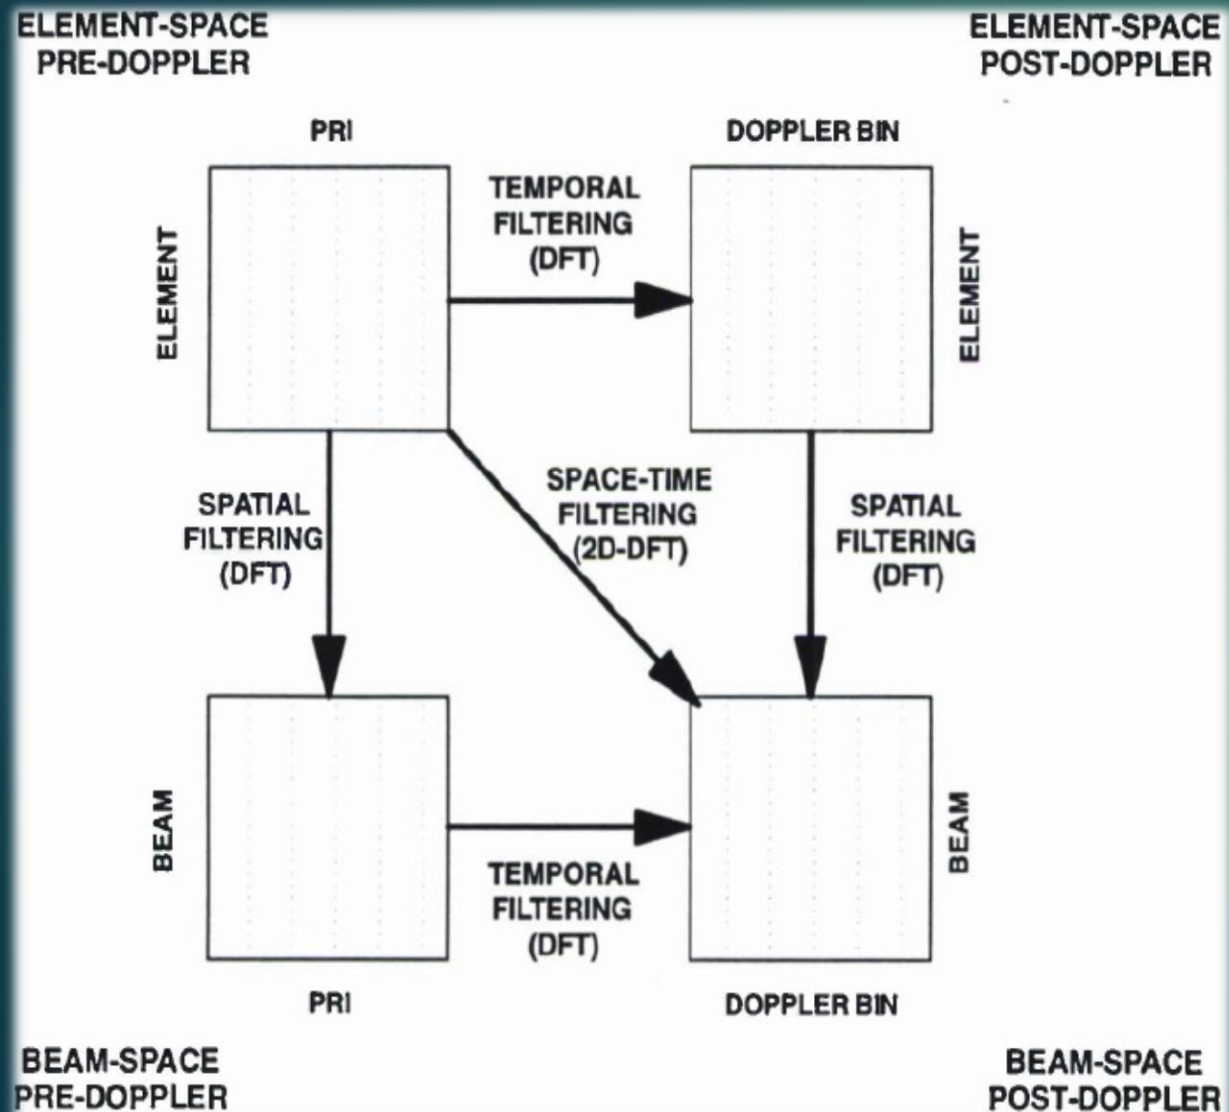 ELEMENT-SPACE
PRE-DOPPLER
ELEMENT-SPACE
POST-DOPPLER
PRI
DOPPLER BIN
ELEMENT
TEMPORAL
FILTERING
(DFT)
ELEMENT
SPATIAL
FILTERING
(DFT)
SPACE-TIME
FILTERING
(2D-DFT)
SPATIAL
FILTERING
(DFT)
BEAM
TEMPORAL
FILTERING
(DFT)
BEAM
PRI
DOPPLER BIN
BEAM-SPACE
PRE-DOPPLER
BEAM-SPACE
POST-DOPPLER